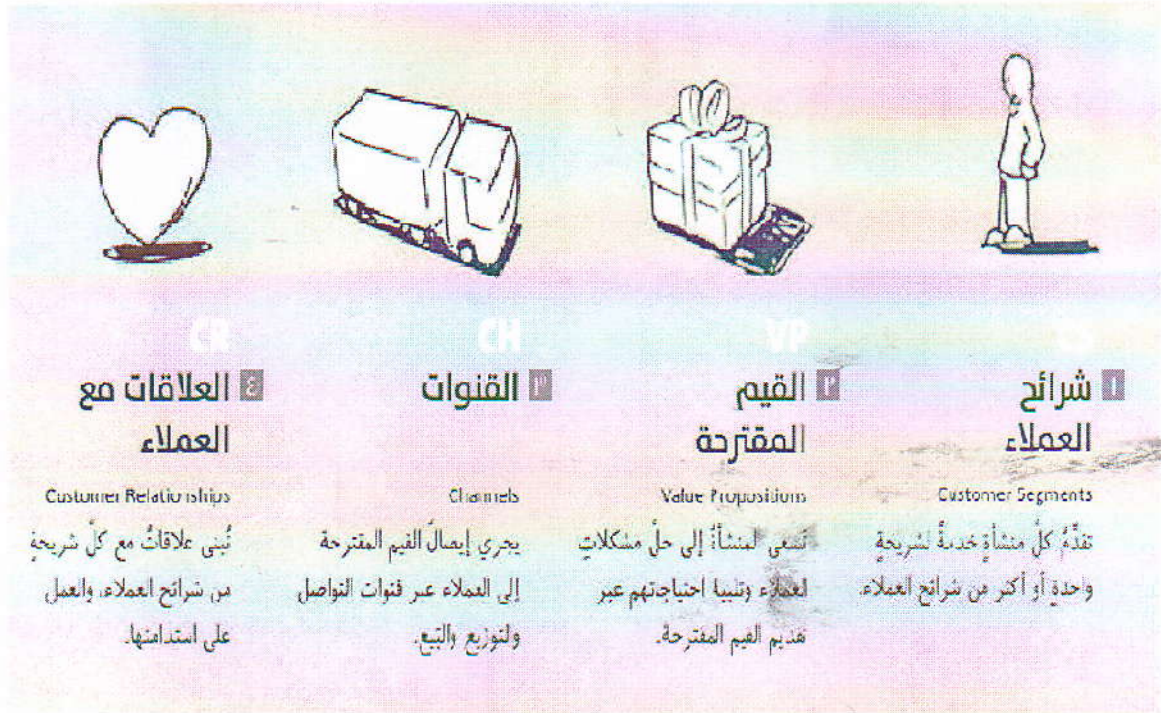 CS
١ شرائح
العملاء
Customer Segments
تقدِّمُ كلُّ منشأةٍ خدمةً لشريحةٍ
واحدةٍ أو أكثر من شرائح العملاء.
VP
٢ القيم
المقترحة
Value Propositions
تسعى المنشأةُ إلى حلِّ مشكلاتِ
العملاء وتلبية احتياجاتهم عبر
تقديم القيم المقترحة.
CH
٣ القنوات
Channels
يجري إيصالُ القيم المقترحة
إلى العملاء عبر قنوات التواصل
والتوزيع والبيع.
CR
٤ العلاقات مع
العملاء
Customer Relationships
تُبنى علاقاتٌ مع كلِّ شريحةٍ
من شرائح العملاء، والعمل
على استدامتها.